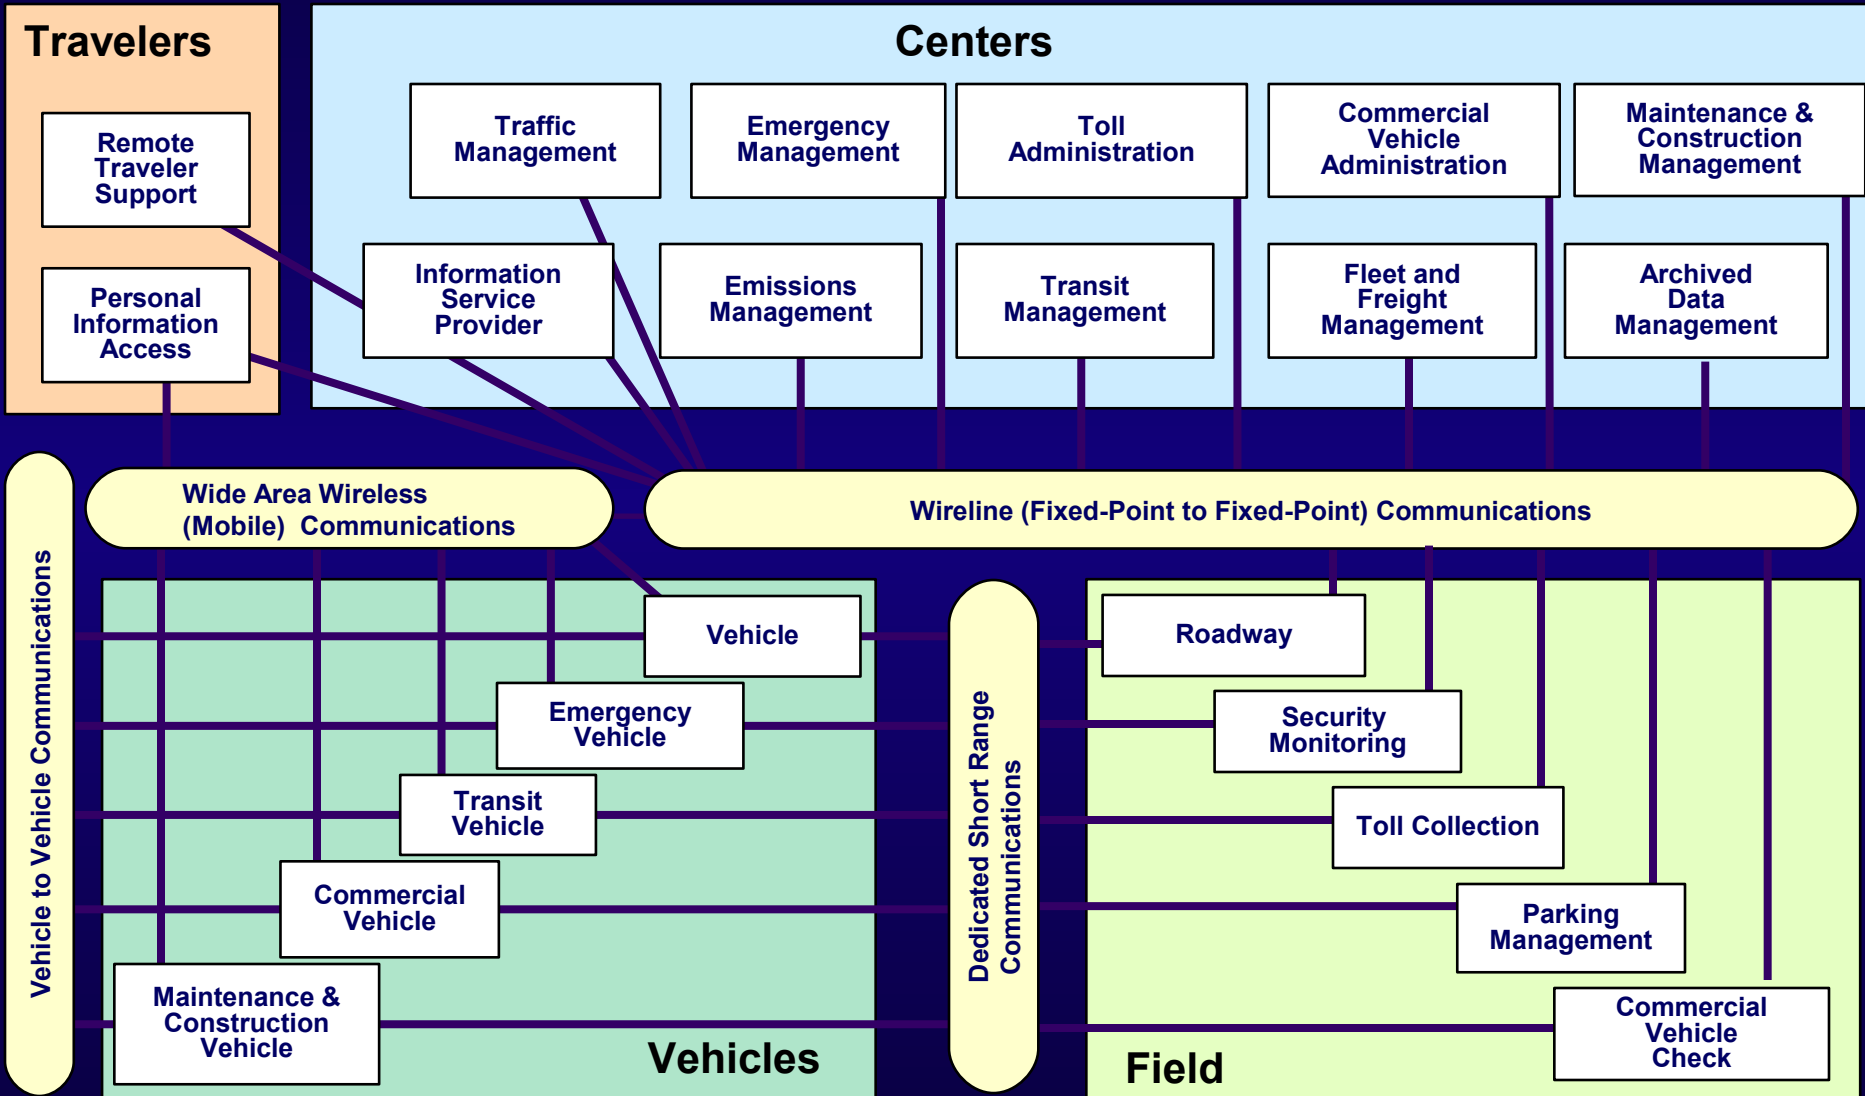 Travelers
Remote
Traveler
Support
Personal
Information
Access
Centers
Traffic
Management
Emergency
Management
Toll
Administration
Commercial
Vehicle
Administration
Maintenance &
Construction
Management
Information
Service
Provider
Emissions
Management
Transit
Management
Fleet and
Freight
Management
Archived
Data
Management
Wide Area Wireless
(Mobile) Communications
Wireline (Fixed-Point to Fixed-Point) Communications
Vehicle to Vehicle Communications
Vehicle
Emergency
Vehicle
Transit
Vehicle
Commercial
Vehicle
Maintenance &
Construction
Vehicle
Vehicles
Dedicated Short Range
Communications
Roadway
Security
Monitoring
Toll Collection
Parking
Management
Commercial
Vehicle
Check
Field